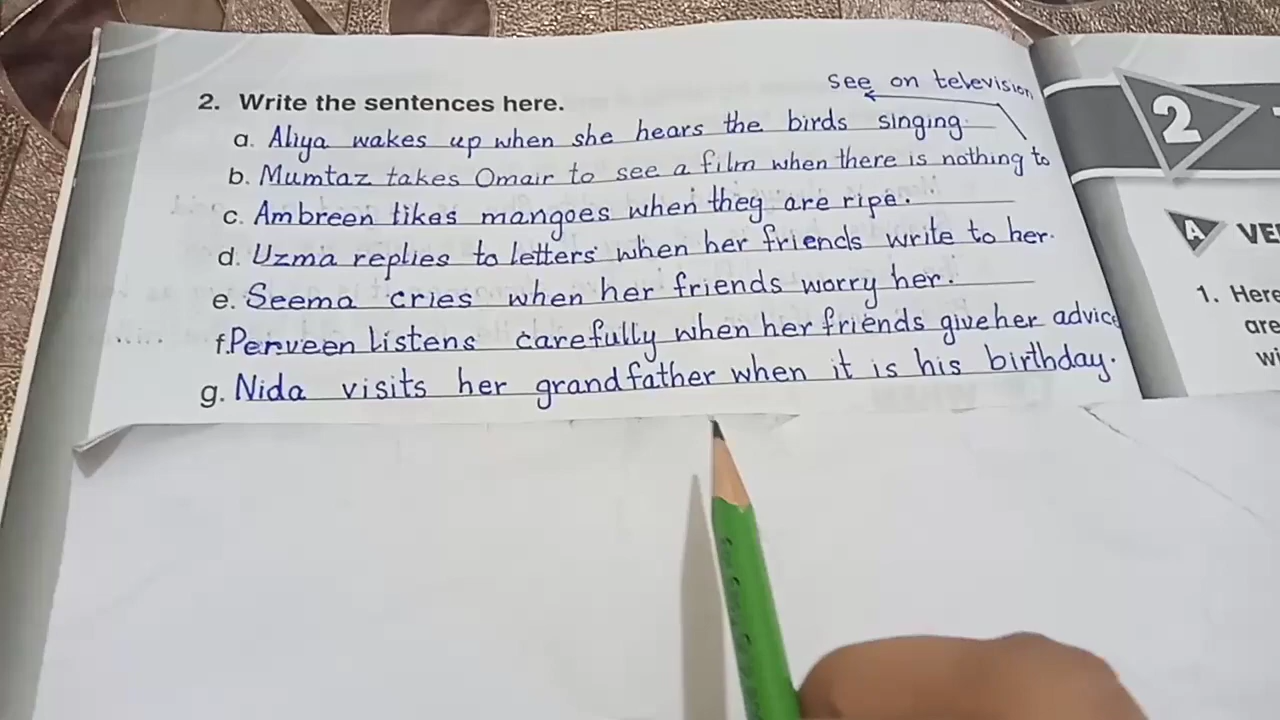 see on television
2. Write the sentences here.
a. Aliya wakes up when she hears the birds singing.
b. Mumtaz takes Omair to see a film when there is nothing to
c. Ambreen likes mangoes when they are ripe.
d. Uzma replies to letters when her friends write to her.
e. Seema cries when her friends worry her.
f. Perveen listens carefully when her friends give her advice
g. Nida visits her grandfather when it is his birthday.
2
A VE
1. Here
are
wi